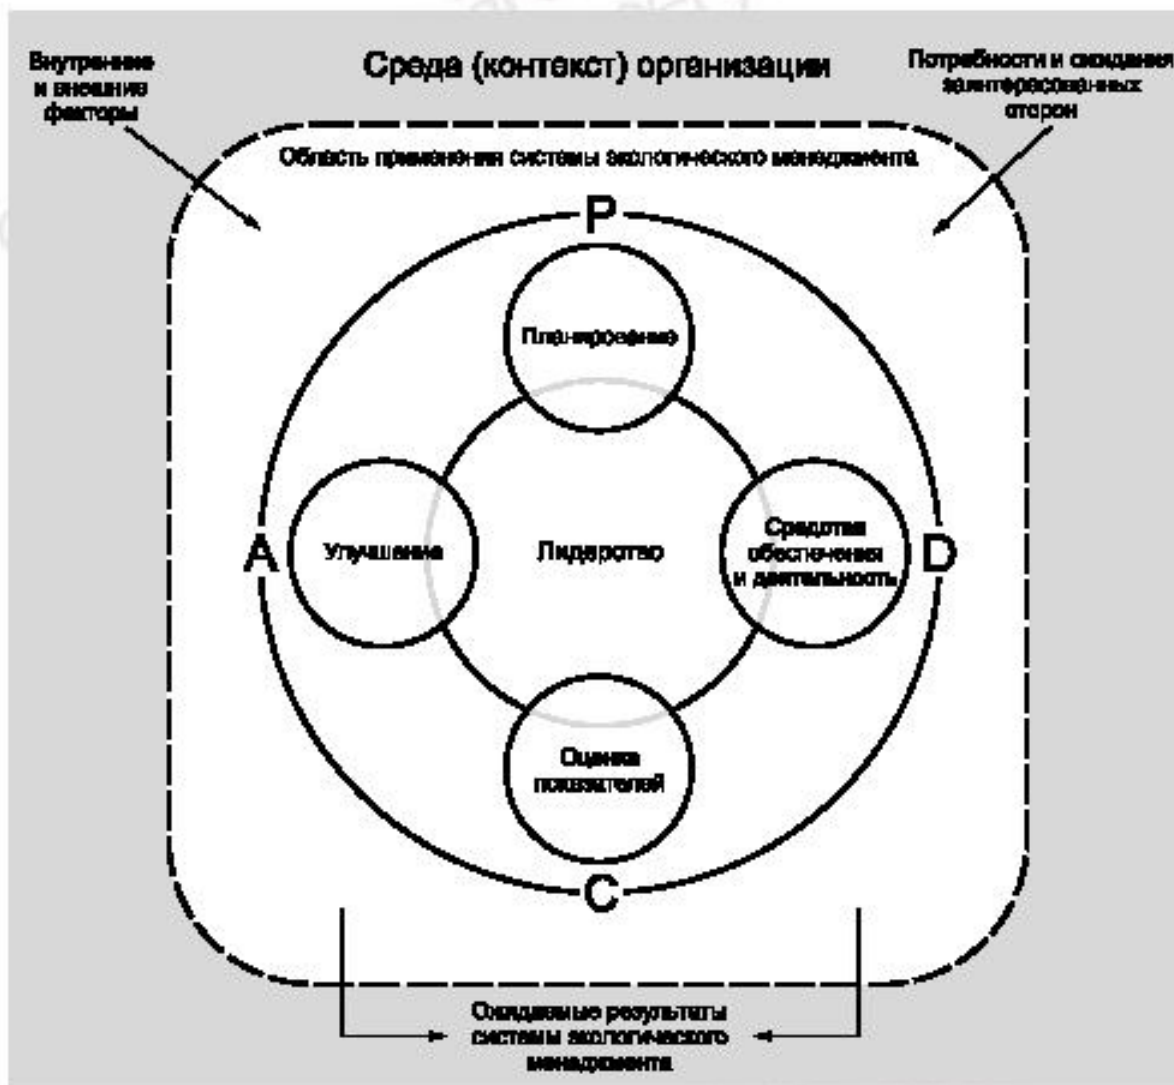 Среда (контекст) организации
Внутренние
и внешние
факторы
Потребности и ожидания
заинтересованных
сторон
Область применения системы экологического менеджмента
P
Планирование
A
Улучшение
Лидерство
Средства
обеспечения
и деятельность
D
Оценка
показателей
C
Ожидаемые результаты
системы экологического
менеджмента